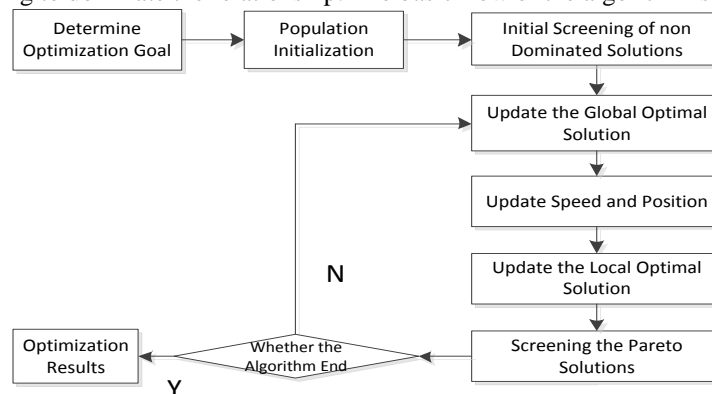 Determine
Optimization Goal
Population
Initialization
Initial Screening of non
Dominated Solutions
Update the Global Optimal
Solution
Update Speed and Position
Update the Local Optimal
Solution
Screening the Pareto
Solutions
Whether the
Algorithm End
N
Y
Optimization
Results